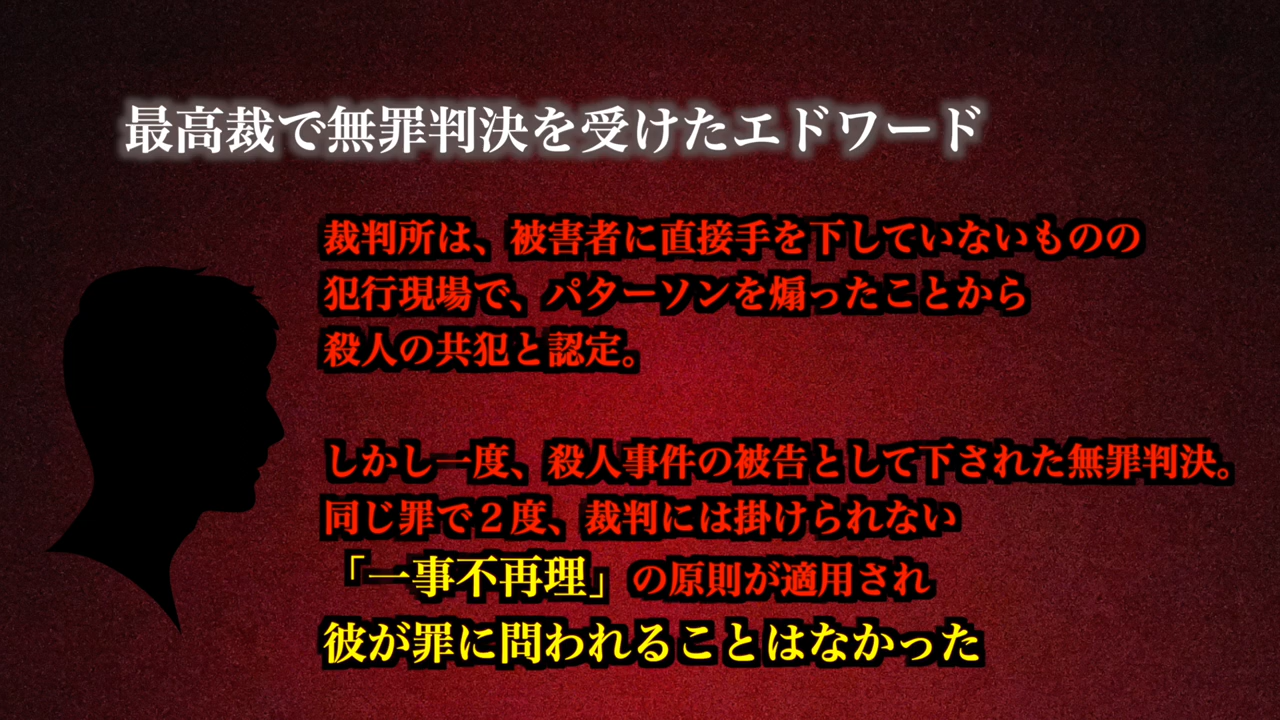 最高裁で無罪判決を受けたエドワード
裁判所は、被害者に直接手を下していないものの
犯行現場で、パターソンを煽ったことから
殺人の共犯と認定。
しかし一度、殺人事件の被告として下された無罪判決。
同じ罪で２度、裁判には掛けられない
「一事不再理」の原則が適用され
彼が罪に問われることはなかった